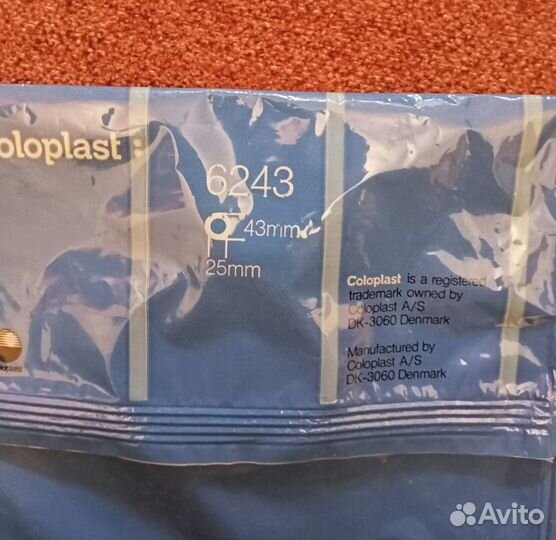 oloplast
6243
43mm
25mm
Coloplast is a registered
trademark owned by
Coloplast A/S
DK-3060 Denmark
Manufactured by
Coloplast A/S
DK-3060 Denmark
Avito